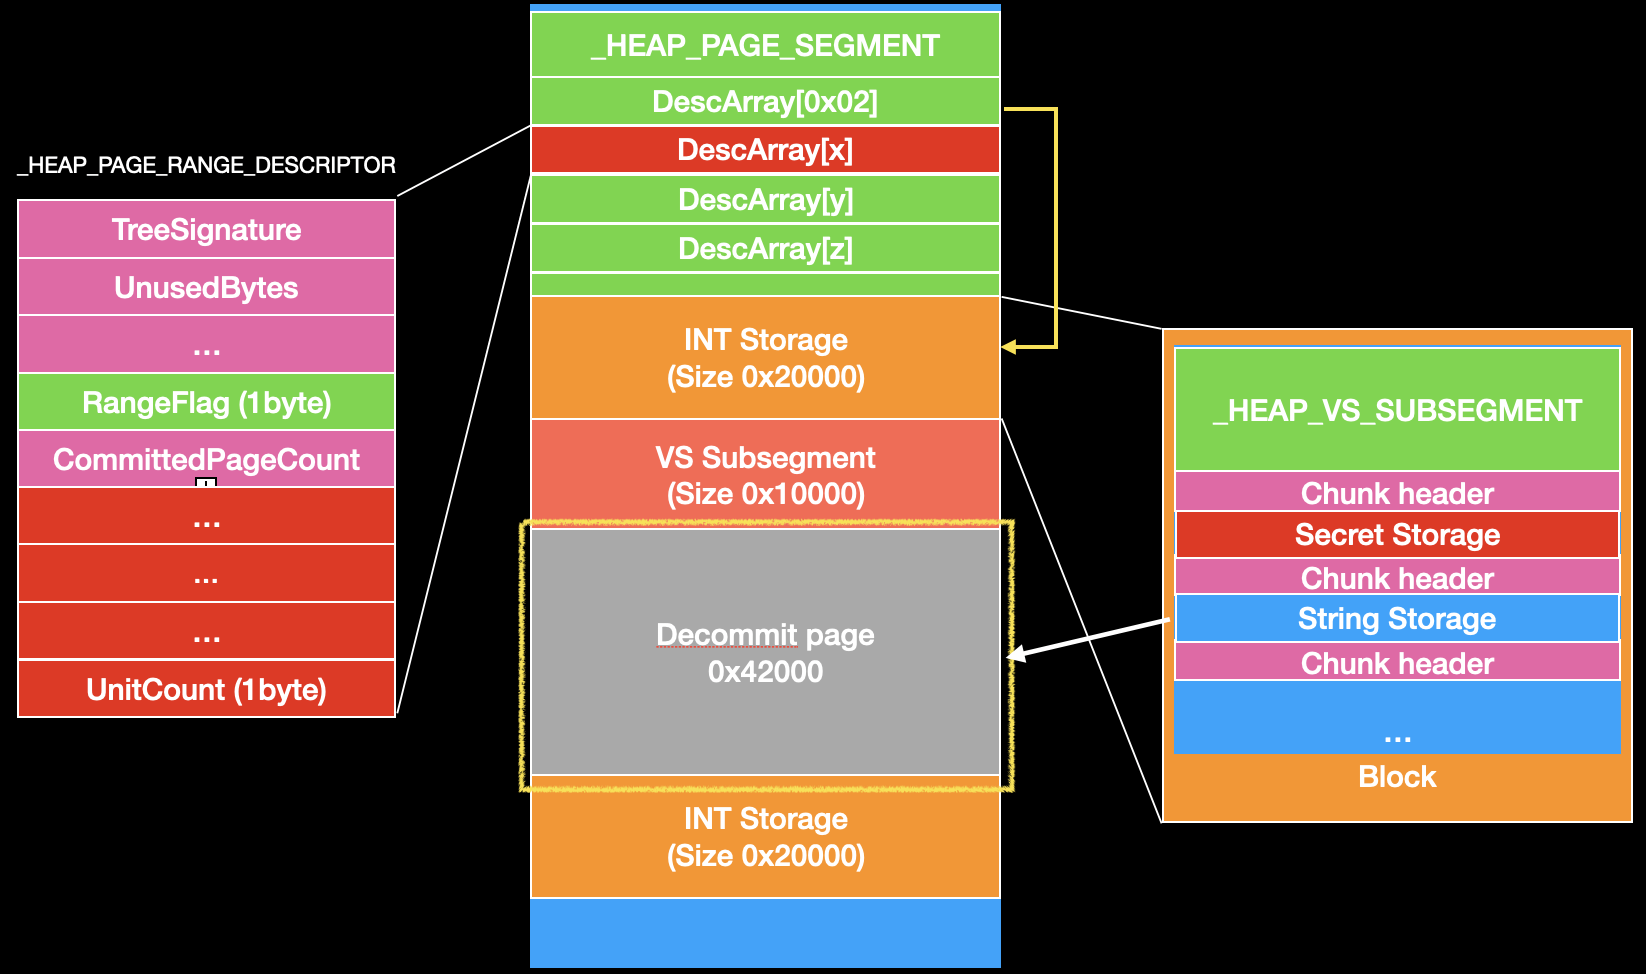 _HEAP_PAGE_RANGE_DESCRIPTOR
TreeSignature
UnusedBytes
...
RangeFlag (1byte)
CommittedPageCount
...
...
...
UnitCount (1byte)
_HEAP_PAGE_SEGMENT
DescArray[0x02]
DescArray[x]
DescArray[y]
DescArray[z]
INT Storage
(Size 0x20000)
VS Subsegment
(Size 0x10000)
Decommit page
0x42000
INT Storage
(Size 0x20000)
_HEAP_VS_SUBSEGMENT
Chunk header
Secret Storage
Chunk header
String Storage
Chunk header
...
Block